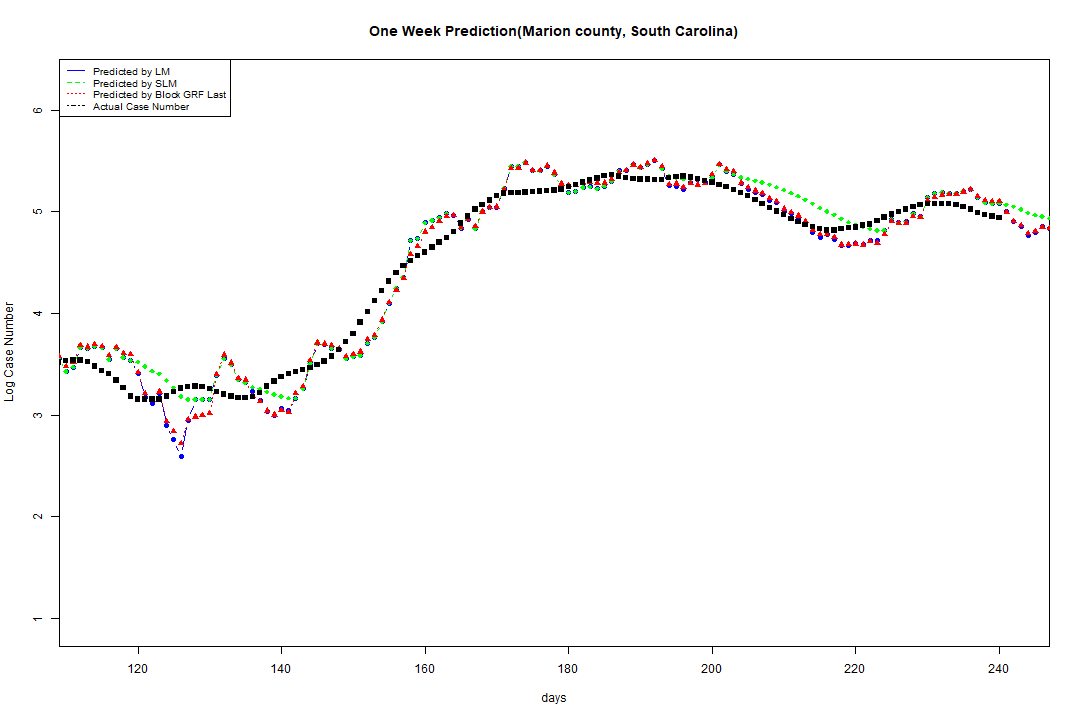 One Week Prediction(Marion county, South Carolina)
Predicted by LM
Predicted by SLM
Predicted by Block GRF Last
Actual Case Number
6
5
4
3
2
1
Log Case Number
120 140 160 180 200 220 240
days